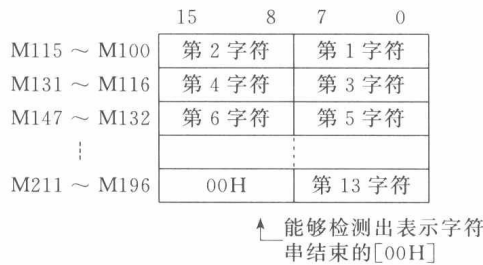 15 8 7 0
M115 ~ M100 第2字符 第1字符
M131 ~ M116 第4字符 第3字符
M147 ~ M132 第6字符 第5字符
M211 ~ M196 00H 第13字符
能够检测出表示字符
串结束的[00H]